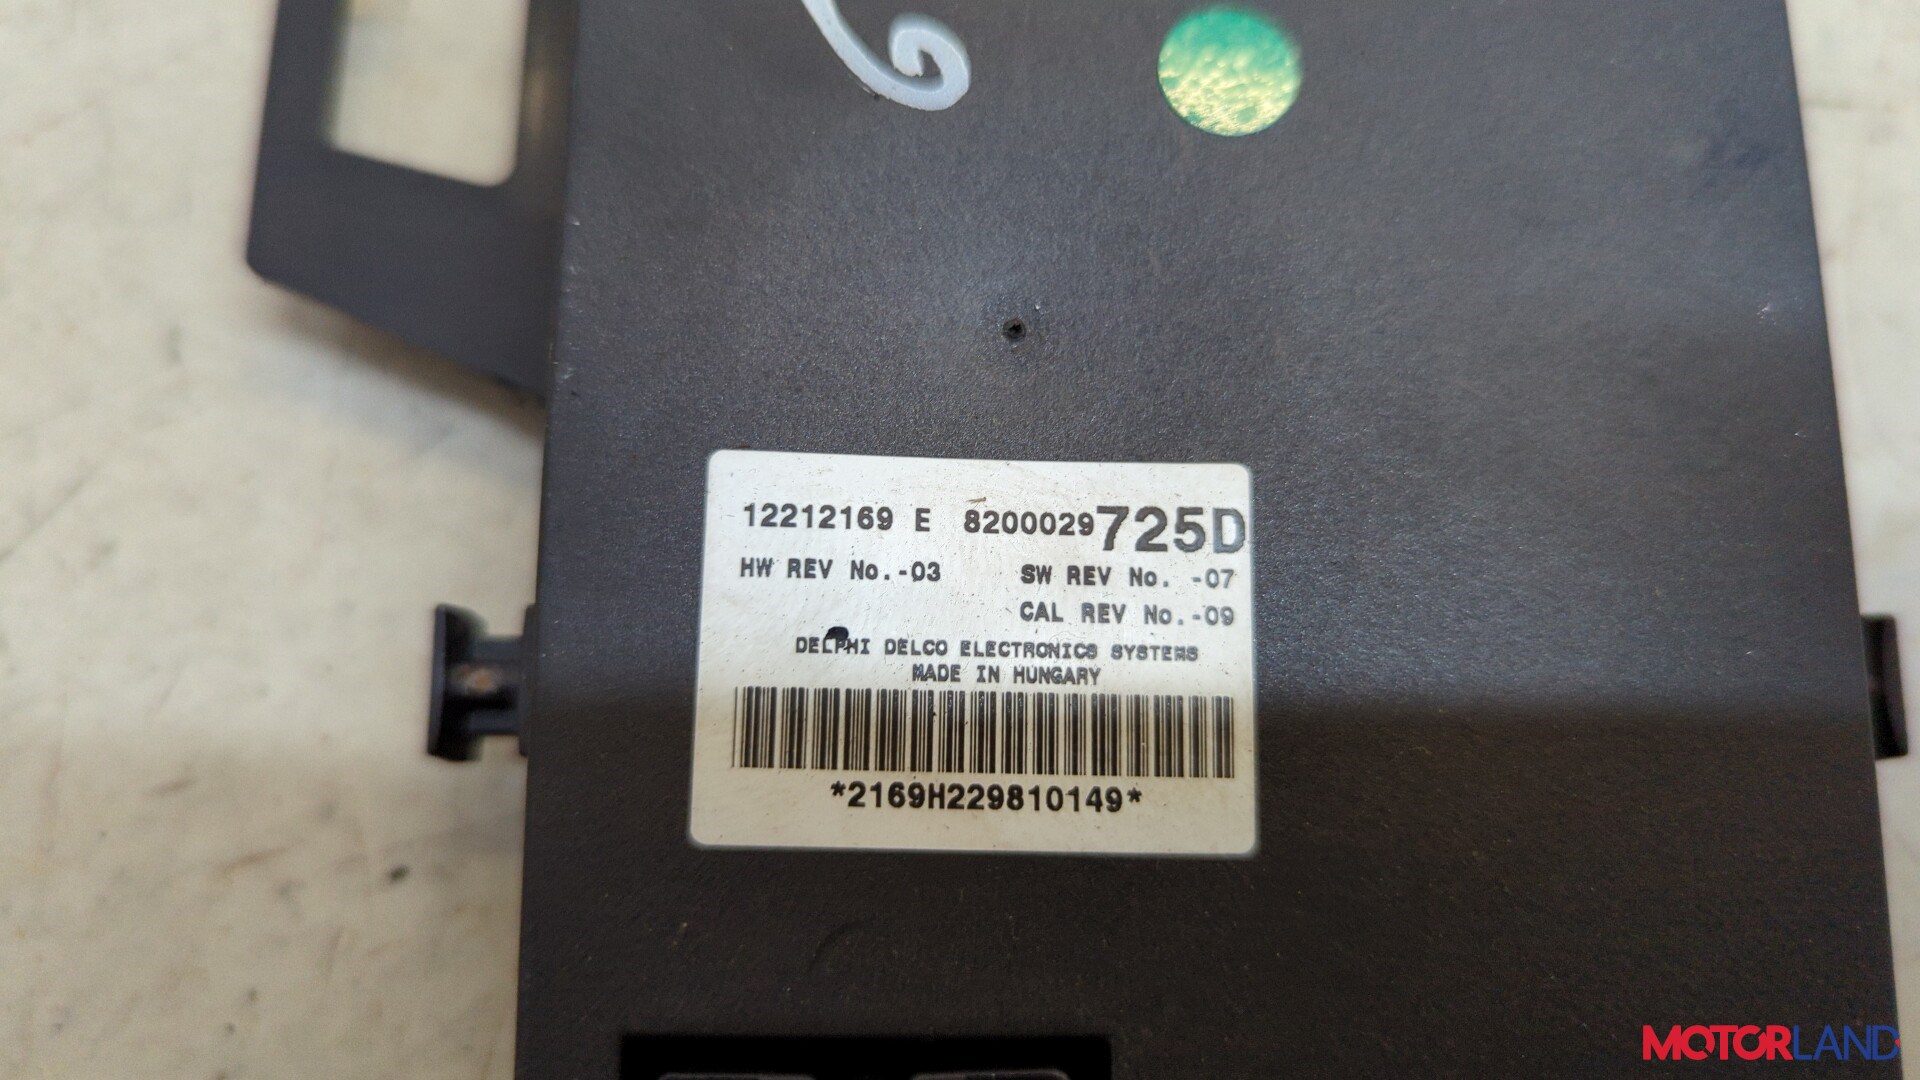 12212169 E 8200029725D
HW REV No.-03 SW REV No. -07
CAL REV No.-09
DELPHI DELCO ELECTRONICS SYSTEMS
MADE IN HUNGARY
*2169H229810149*
MOTORLAND